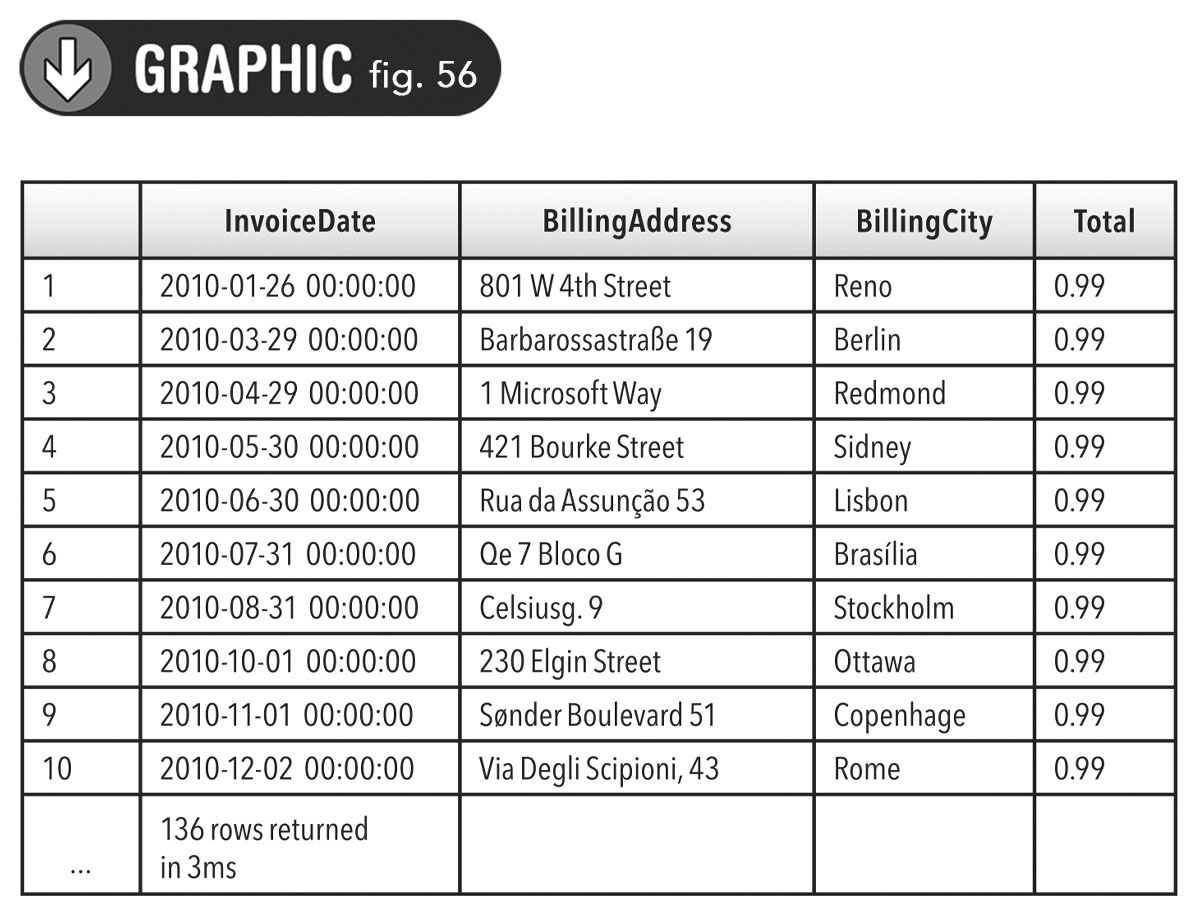 GRAPHIC fig. 56
InvoiceDate BillingAddress BillingCity Total
1 2010-01-26 00:00:00 801 W 4th Street Reno 0.99
2 2010-03-29 00:00:00 Barbarossastraße 19 Berlin 0.99
3 2010-04-29 00:00:00 1 Microsoft Way Redmond 0.99
4 2010-05-30 00:00:00 421 Bourke Street Sidney 0.99
5 2010-06-30 00:00:00 Rua da Assunção 53 Lisbon 0.99
6 2010-07-31 00:00:00 Qe 7 Bloco G Brasília 0.99
7 2010-08-31 00:00:00 Celsiusg. 9 Stockholm 0.99
8 2010-10-01 00:00:00 230 Elgin Street Ottawa 0.99
9 2010-11-01 00:00:00 Sønder Boulevard 51 Copenhage 0.99
10 2010-12-02 00:00:00 Via Degli Scipioni, 43 Rome 0.99
136 rows returned
... in 3ms